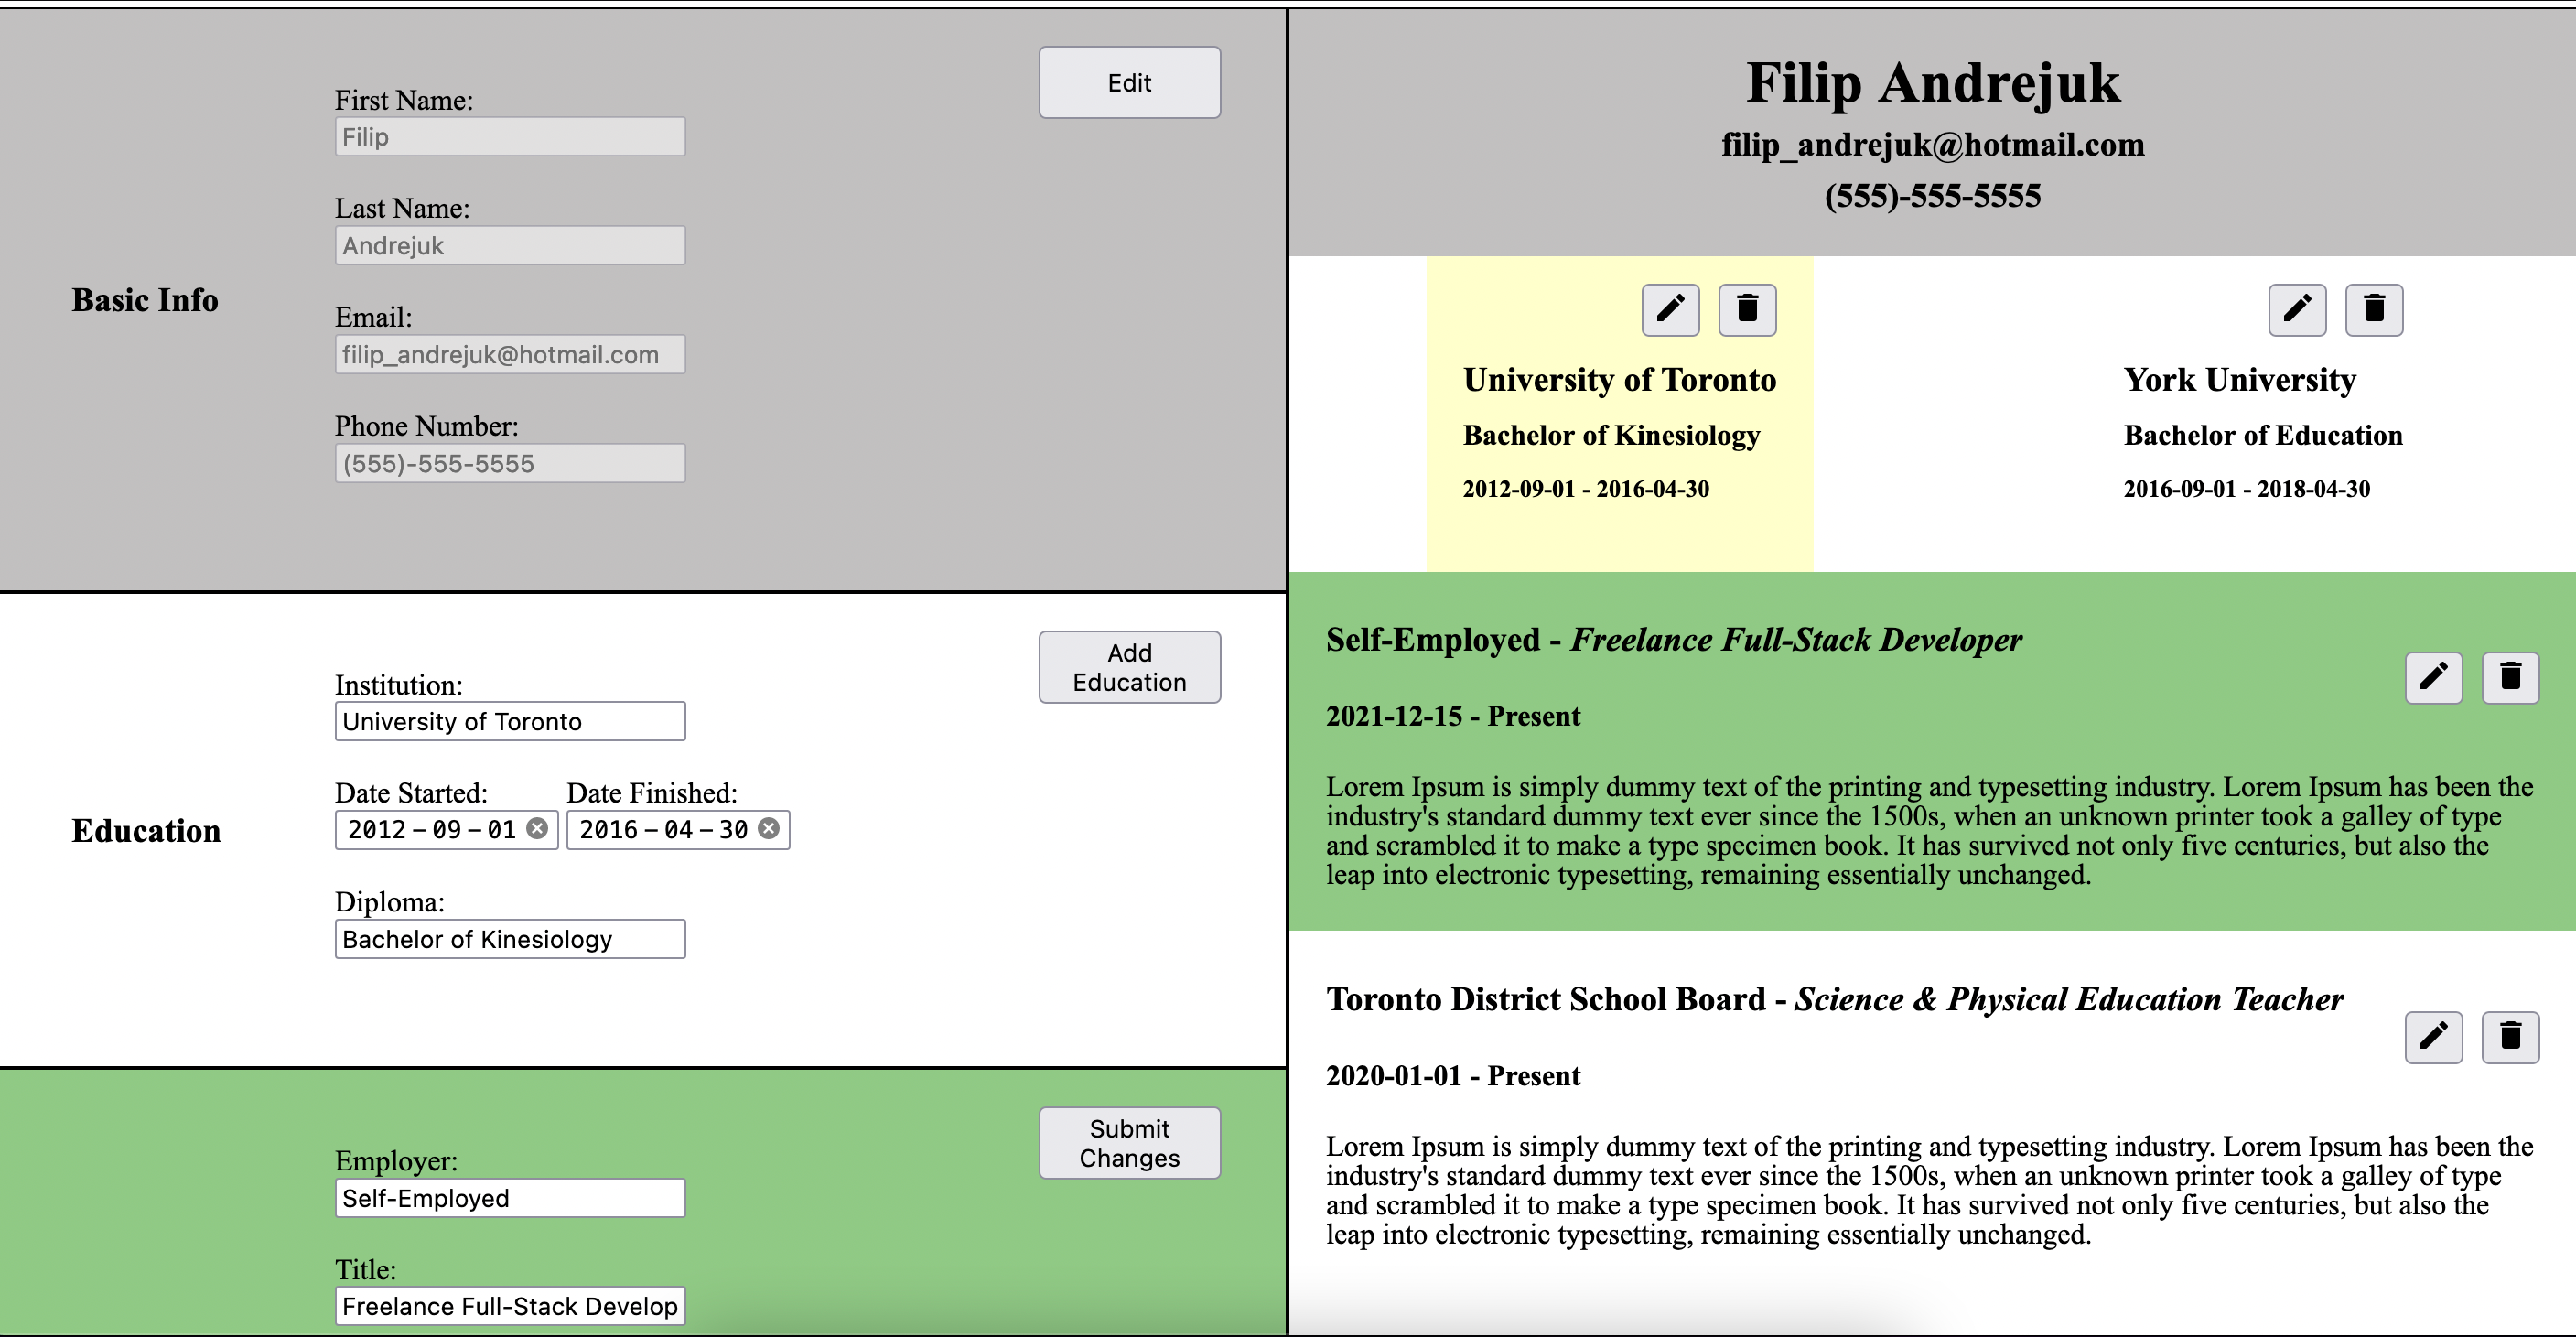 Edit
First Name:
Filip
Last Name:
Andrejuk
Basic Info
Email:
filip_andrejuk@hotmail.com
Phone Number:
(555)-555-5555
Add
Education
Institution:
University of Toronto
Date Started: Date Finished:
2012-09-01 2016-04-30
Education
Diploma:
Bachelor of Kinesiology
Submit
Changes
Employer:
Self-Employed
Title:
Freelance Full-Stack Develop
Filip Andrejuk
filip_andrejuk@hotmail.com
(555)-555-5555
University of Toronto
Bachelor of Kinesiology
2012-09-01 - 2016-04-30
York University
Bachelor of Education
2016-09-01 - 2018-04-30
Self-Employed - Freelance Full-Stack Developer
2021-12-15 - Present
Lorem Ipsum is simply dummy text of the printing and typesetting industry. Lorem Ipsum has been the
industry's standard dummy text ever since the 1500s, when an unknown printer took a galley of type
and scrambled it to make a type specimen book. It has survived not only five centuries, but also the
leap into electronic typesetting, remaining essentially unchanged.
Toronto District School Board - Science & Physical Education Teacher
2020-01-01 - Present
Lorem Ipsum is simply dummy text of the printing and typesetting industry. Lorem Ipsum has been the
industry's standard dummy text ever since the 1500s, when an unknown printer took a galley of type
and scrambled it to make a type specimen book. It has survived not only five centuries, but also the
leap into electronic typesetting, remaining essentially unchanged.